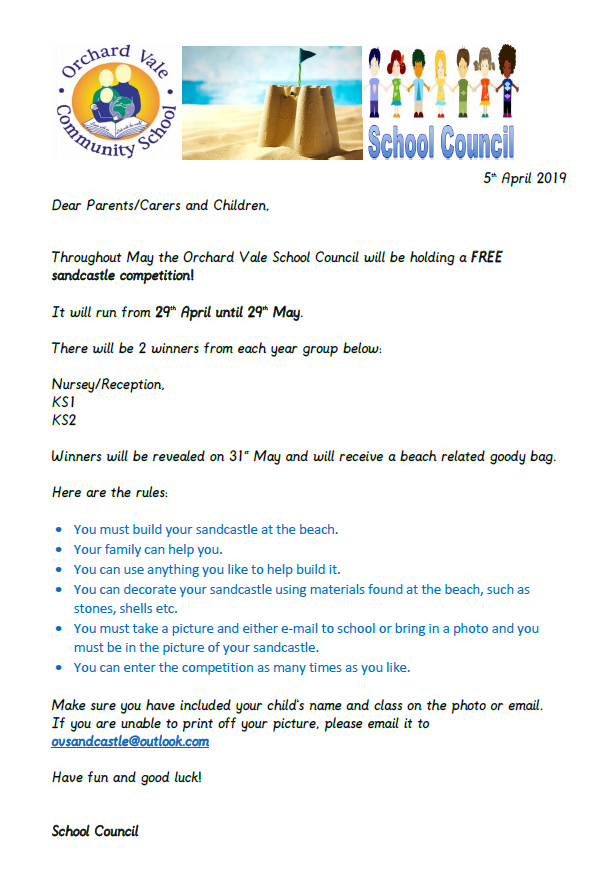 Orchard Vale
Community School
School Council
5th April 2019
Dear Parents/Carers and Children,
Throughout May the Orchard Vale School Council will be holding a FREE
sandcastle competition!
It will run from 29th April until 29th May.
There will be 2 winners from each year group below:
Nursey/Reception,
KS1
KS2
Winners will be revealed on 31st May and will receive a beach related goody bag.
Here are the rules:
• You must build your sandcastle at the beach.
• Your family can help you.
• You can use anything you like to help build it.
• You can decorate your sandcastle using materials found at the beach, such as
stones, shells etc.
• You must take a picture and either e-mail to school or bring in a photo and you
must be in the picture of your sandcastle.
• You can enter the competition as many times as you like.
Make sure you have included your child's name and class on the photo or email.
If you are unable to print off your picture, please email it to
ovsandcastle@outlook.com
Have fun and good luck!
School Council